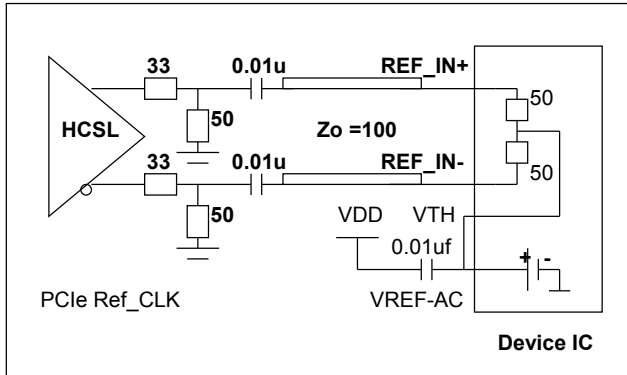 33
0.01u
REF_IN+
50
HCSL
50
Zo =100
33
0.01u
REF_IN-
50
50
VDD
VTH
0.01uf
+
-
PCIe Ref_CLK
VREF-AC
Device IC